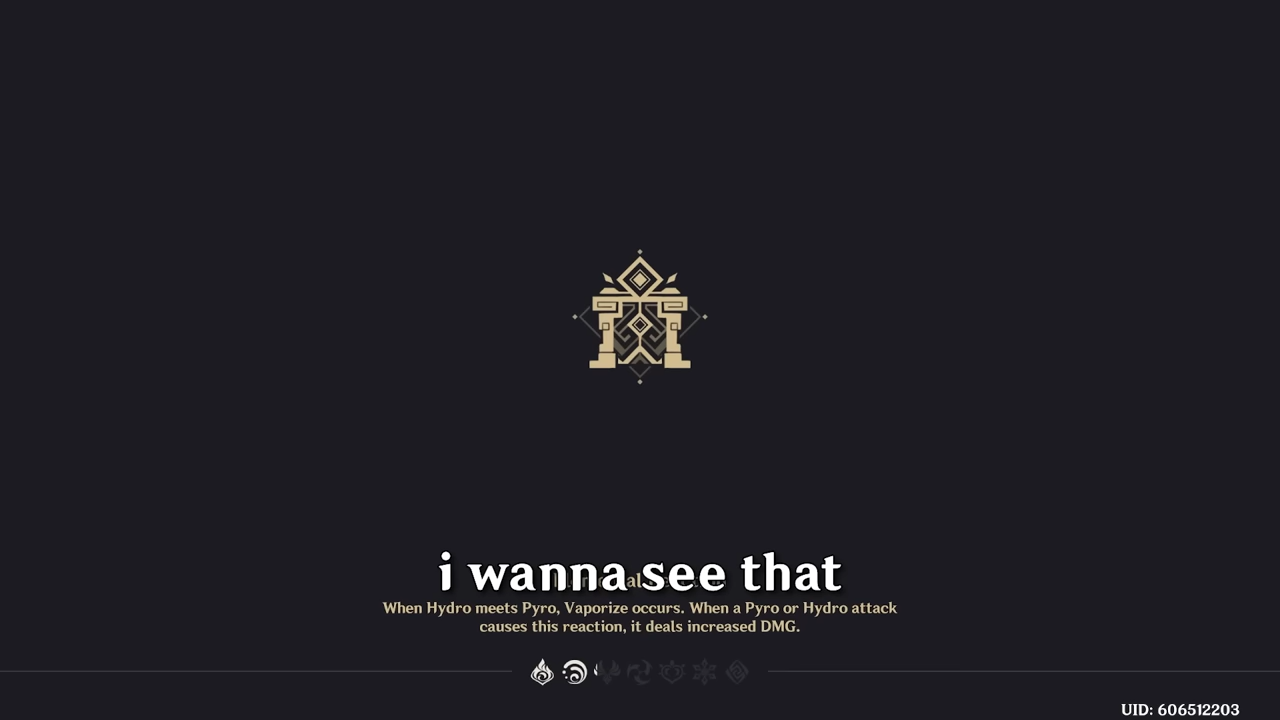 i wanna see that
When Hydro meets Pyro, Vaporize occurs. When a Pyro or Hydro attack
causes this reaction, it deals increased DMG.
UID: 606512203